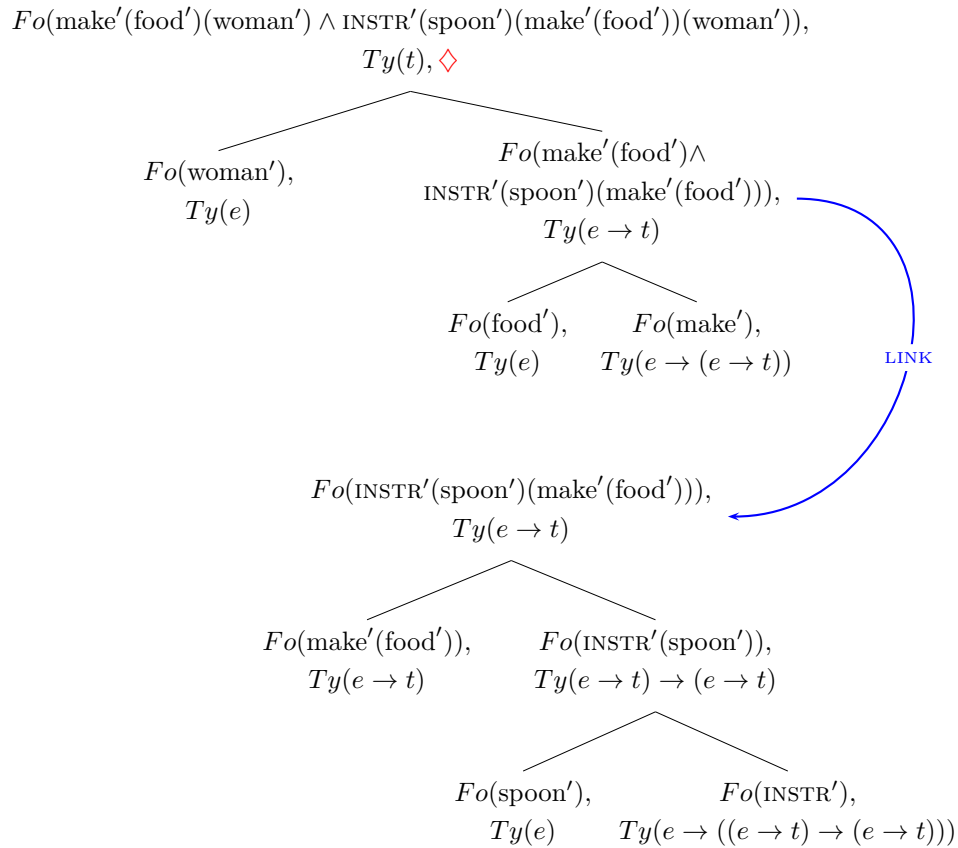 Fo(make′(food′)(woman′) ∧ INSTR′(spoon′)(make′(food′))(woman′)),
Ty(t), ♢
Fo(woman′),
Ty(e)
Fo(make′(food′)∧
INSTR′(spoon′)(make′(food′))),
Ty(e → t)
Fo(food′),
Ty(e)
Fo(make′),
Ty(e → (e → t))
LINK
Fo(INSTR′(spoon′)(make′(food′))),
Ty(e → t)
Fo(make′(food′)),
Ty(e → t)
Fo(INSTR′(spoon′)),
Ty(e → t) → (e → t)
Fo(spoon′),
Ty(e)
Fo(INSTR′),
Ty(e → ((e → t) → (e → t)))